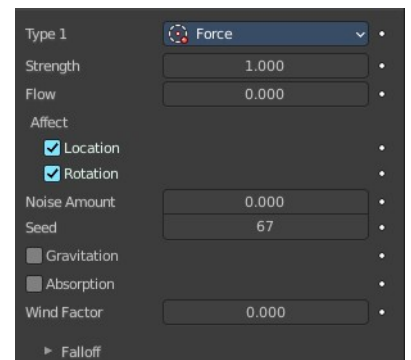 Type 1 Force
Strength 1.000
Flow 0.000
Affect
Location
Rotation
Noise Amount 0.000
Seed 67
Gravitation
Absorption
Wind Factor 0.000
Falloff